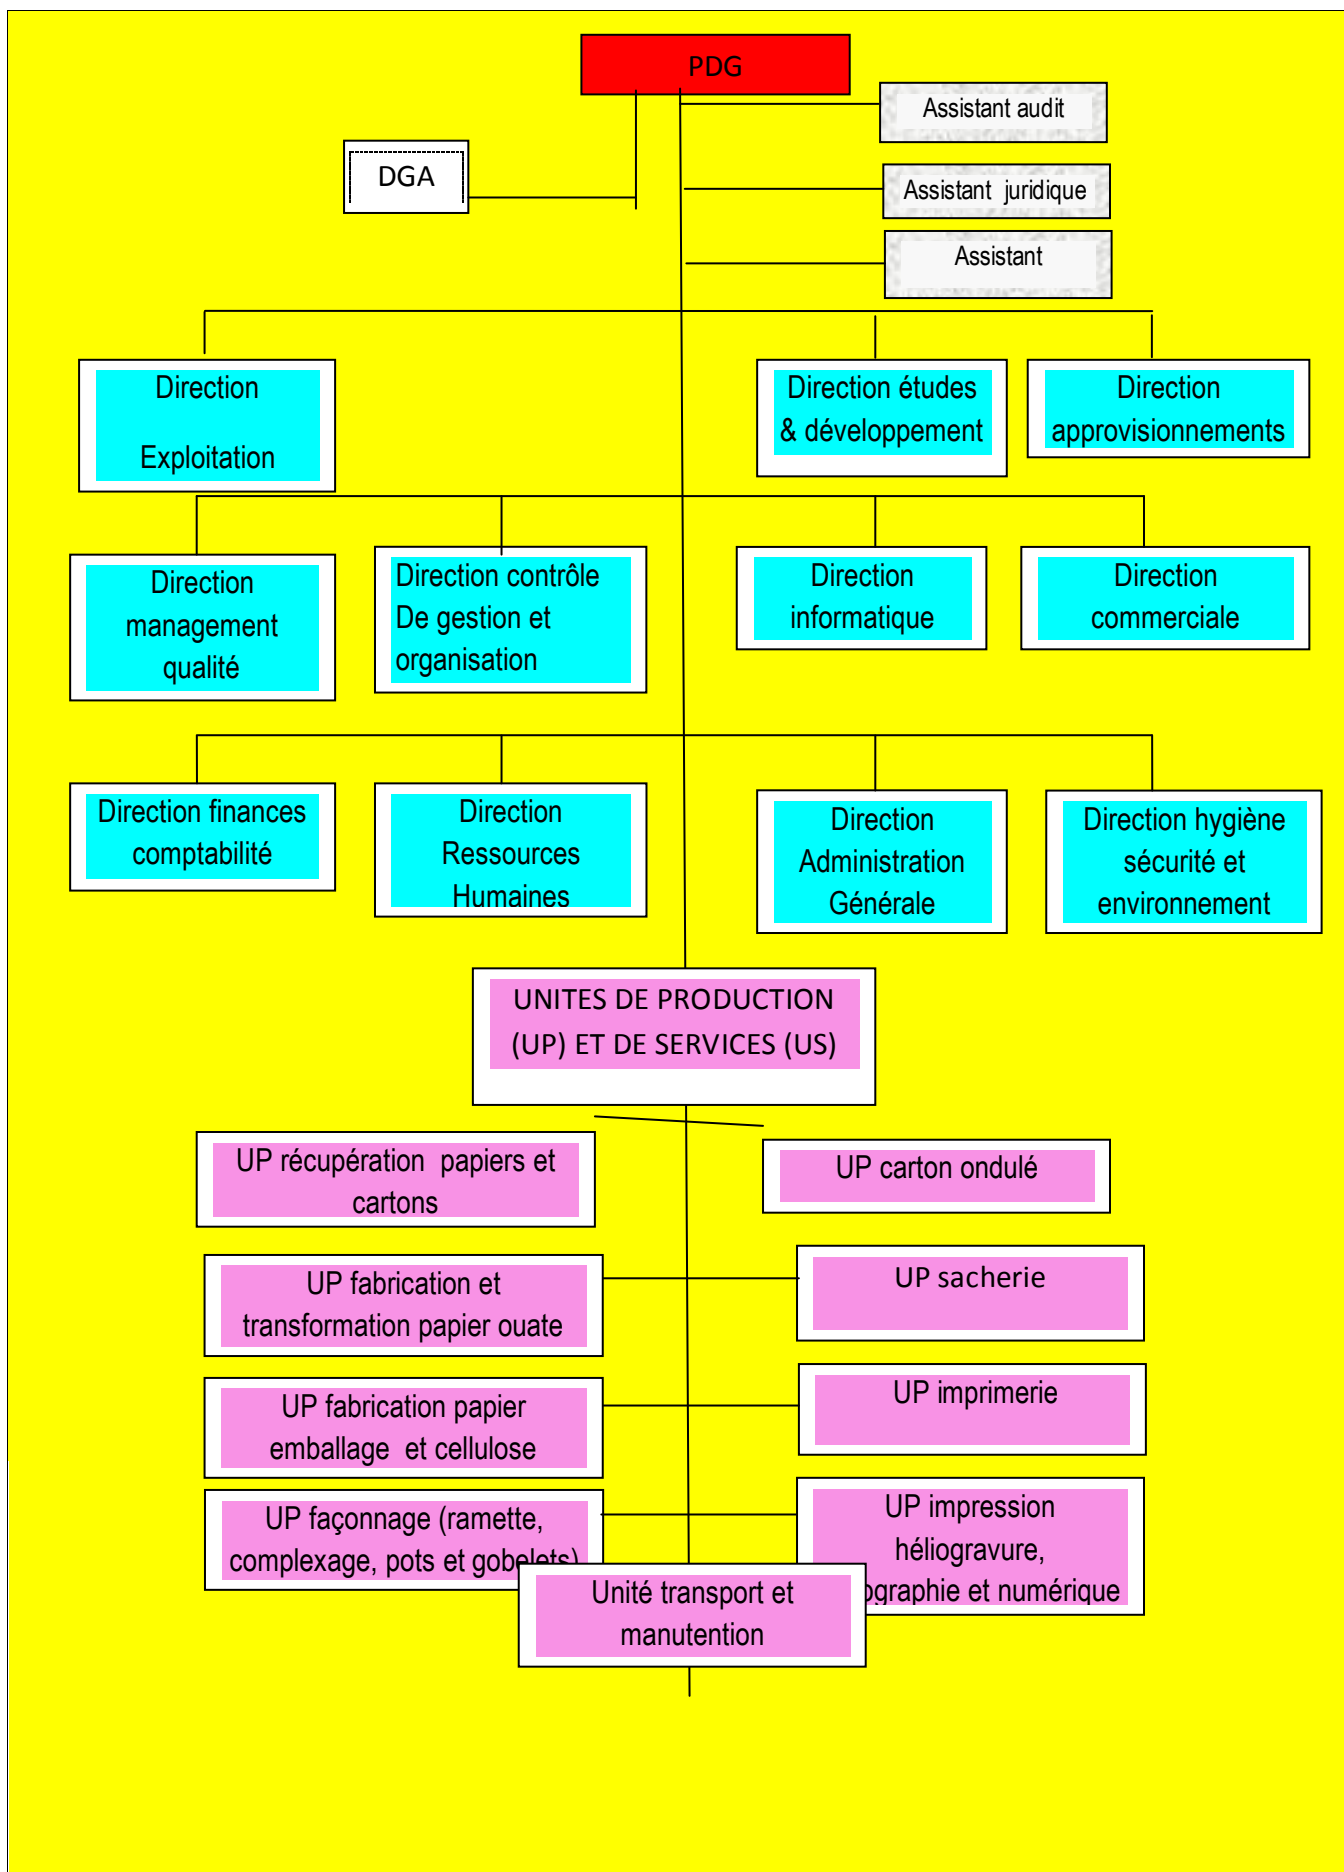 PDG
Assistant audit
DGA
Assistant juridique
Assistant
Direction
Exploitation
Direction études
& développement
Direction
approvisionnements
Direction
management
qualité
Direction contrôle
De gestion et
organisation
Direction
informatique
Direction
commerciale
Direction finances
comptabilité
Direction
Ressources
Humaines
Direction
Administration
Générale
Direction hygiène
sécurité et
environnement
UNITES DE PRODUCTION
(UP) ET DE SERVICES (US)
UP récupération papiers et
cartons
UP carton ondulé
UP fabrication et
transformation papier ouate
UP sacherie
UP fabrication papier
emballage et cellulose
UP imprimerie
UP façonnage (ramette,
complexage, pots et gobelets)
UP impression
héliogravure,
et numérique
Unité transport et
manutention